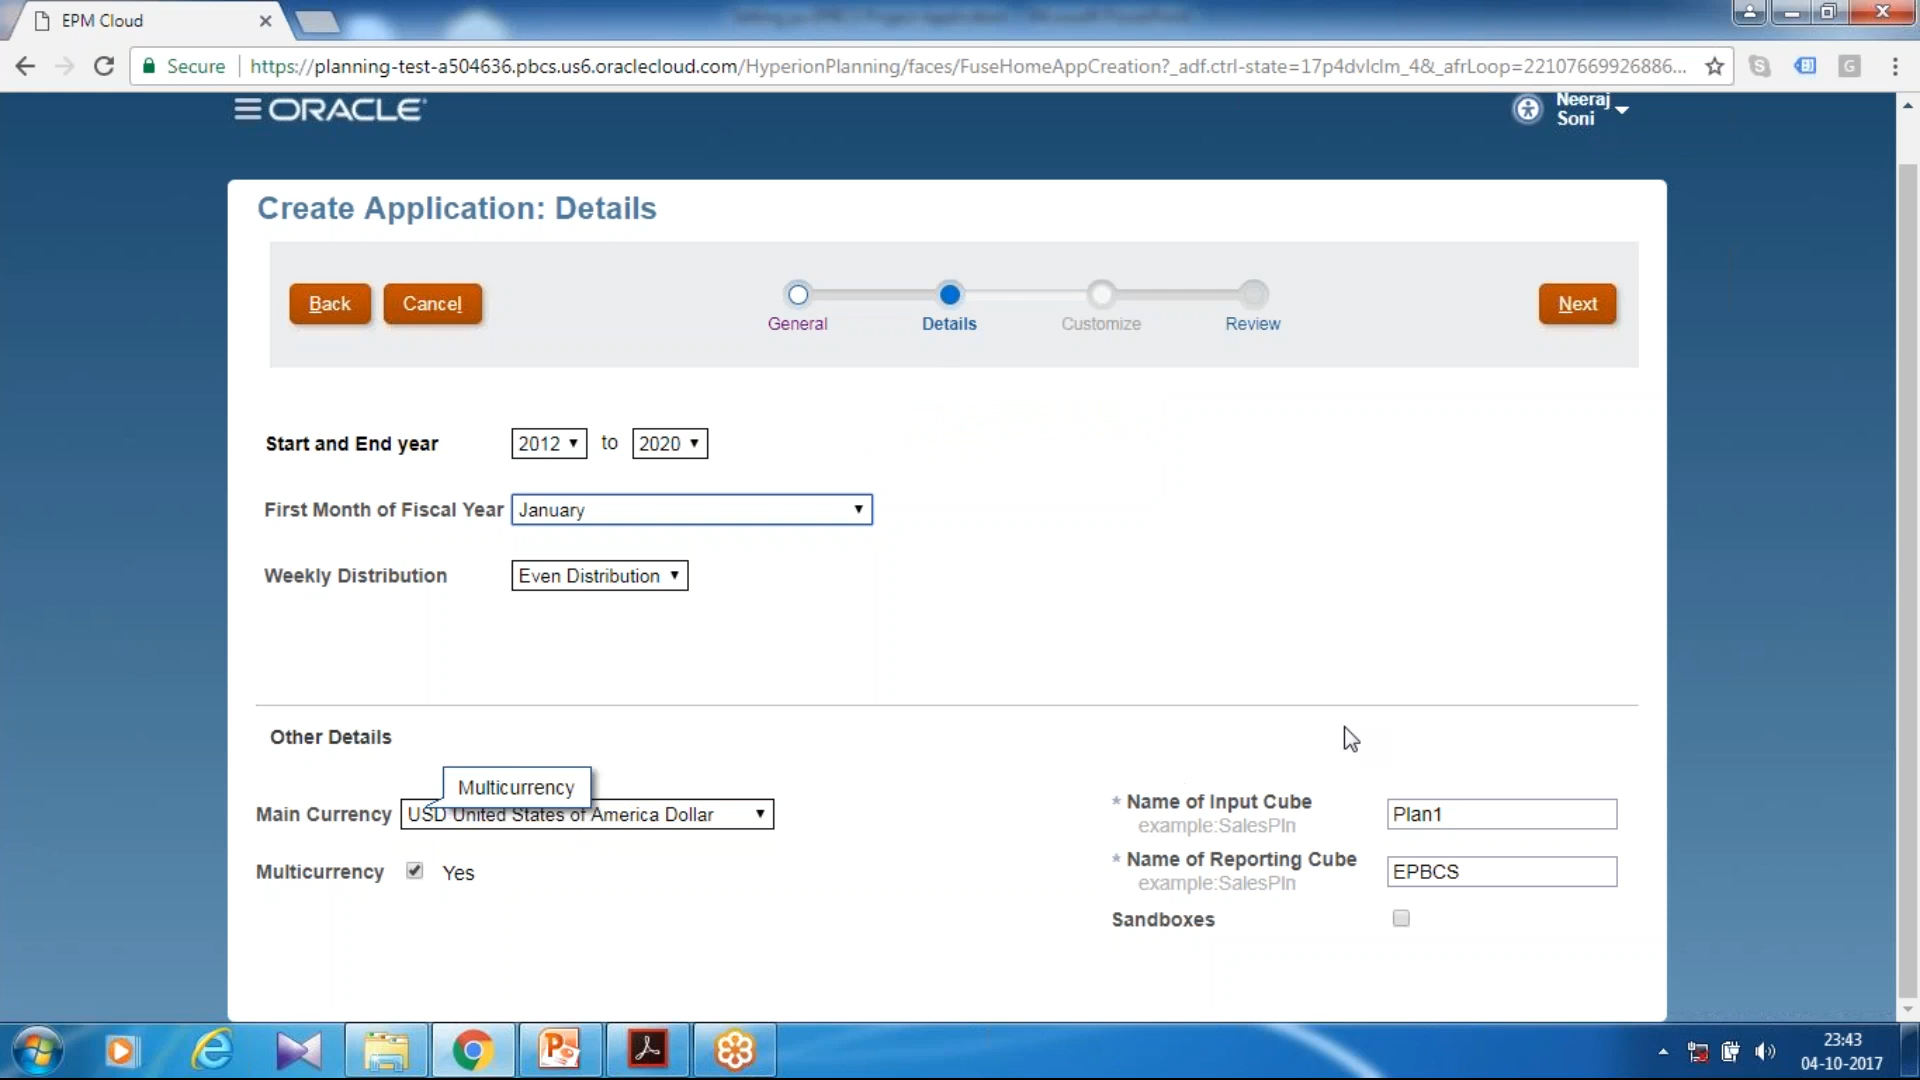 EPM Cloud
Secure
https://planning-test-a504636.pbcs.us6.oraclecloud.com/HyperionPlanning/faces/FuseHomeAppCreation?_adf.ctrl-state=17p4dvlclm_4&_afrLoop=22107669926886...
ORACLE
Neeraj
Soni
Create Application: Details
Back
Cancel
General
Details
Customize
Review
Next
Start and End year
2012 to 2020
First Month of Fiscal Year
January
Weekly Distribution
Even Distribution
Other Details
Multicurrency
Main Currency
USD United States of America Dollar
Multicurrency
Yes
* Name of Input Cube
example:SalesPln
Plan1
* Name of Reporting Cube
example:SalesPln
EPBCS
Sandboxes
23:43
04-10-2017